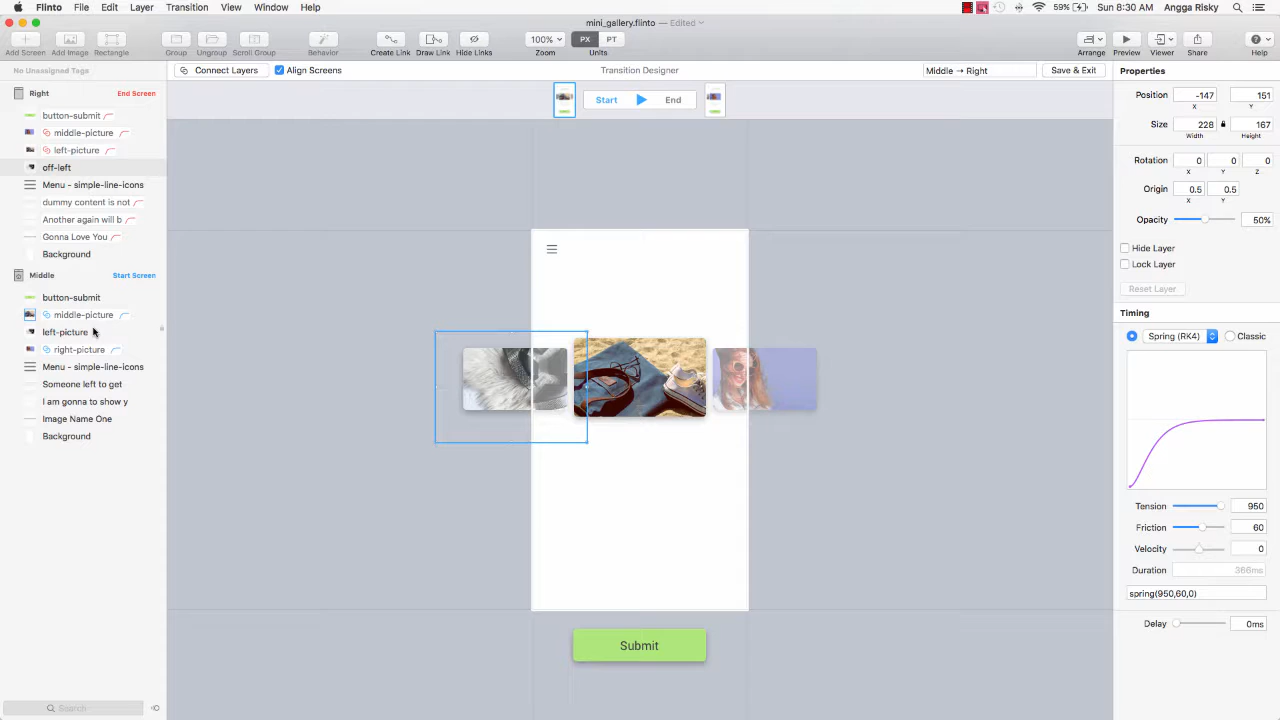 Flinto File Edit Layer Transition View Window Help 59% Sun 8:30 AM Angga Risky
mini_gallery.flinto — Edited
Add Screen Add Image Rectangle Group Ungroup Scroll Group Behavior Create Link Draw Link Hide Links 100% Zoom PX PT Units Arrange Preview Viewer Share Help
No Unassigned Tags
Connect Layers Align Screens Transition Designer Middle → Right Save & Exit
Start End
Right End Screen
button-submit
middle-picture
left-picture
off-left
Menu - simple-line-icons
dummy content is not
Another again will b
Gonna Love You
Background
Middle Start Screen
button-submit
middle-picture
left-picture
right-picture
Menu - simple-line-icons
Someone left to get
I am gonna to show y
Image Name One
Background
Search
Submit
Properties
Position -147 151
X Y
Size 228 167
Width Height
Rotation 0 0 0
X Y Z
Origin 0.5 0.5
X Y
Opacity 50%
Hide Layer
Lock Layer
Reset Layer
Timing
Spring (RK4) Classic
Tension 950
Friction 60
Velocity 0
Duration 366ms
spring(950,60,0)
Delay 0ms